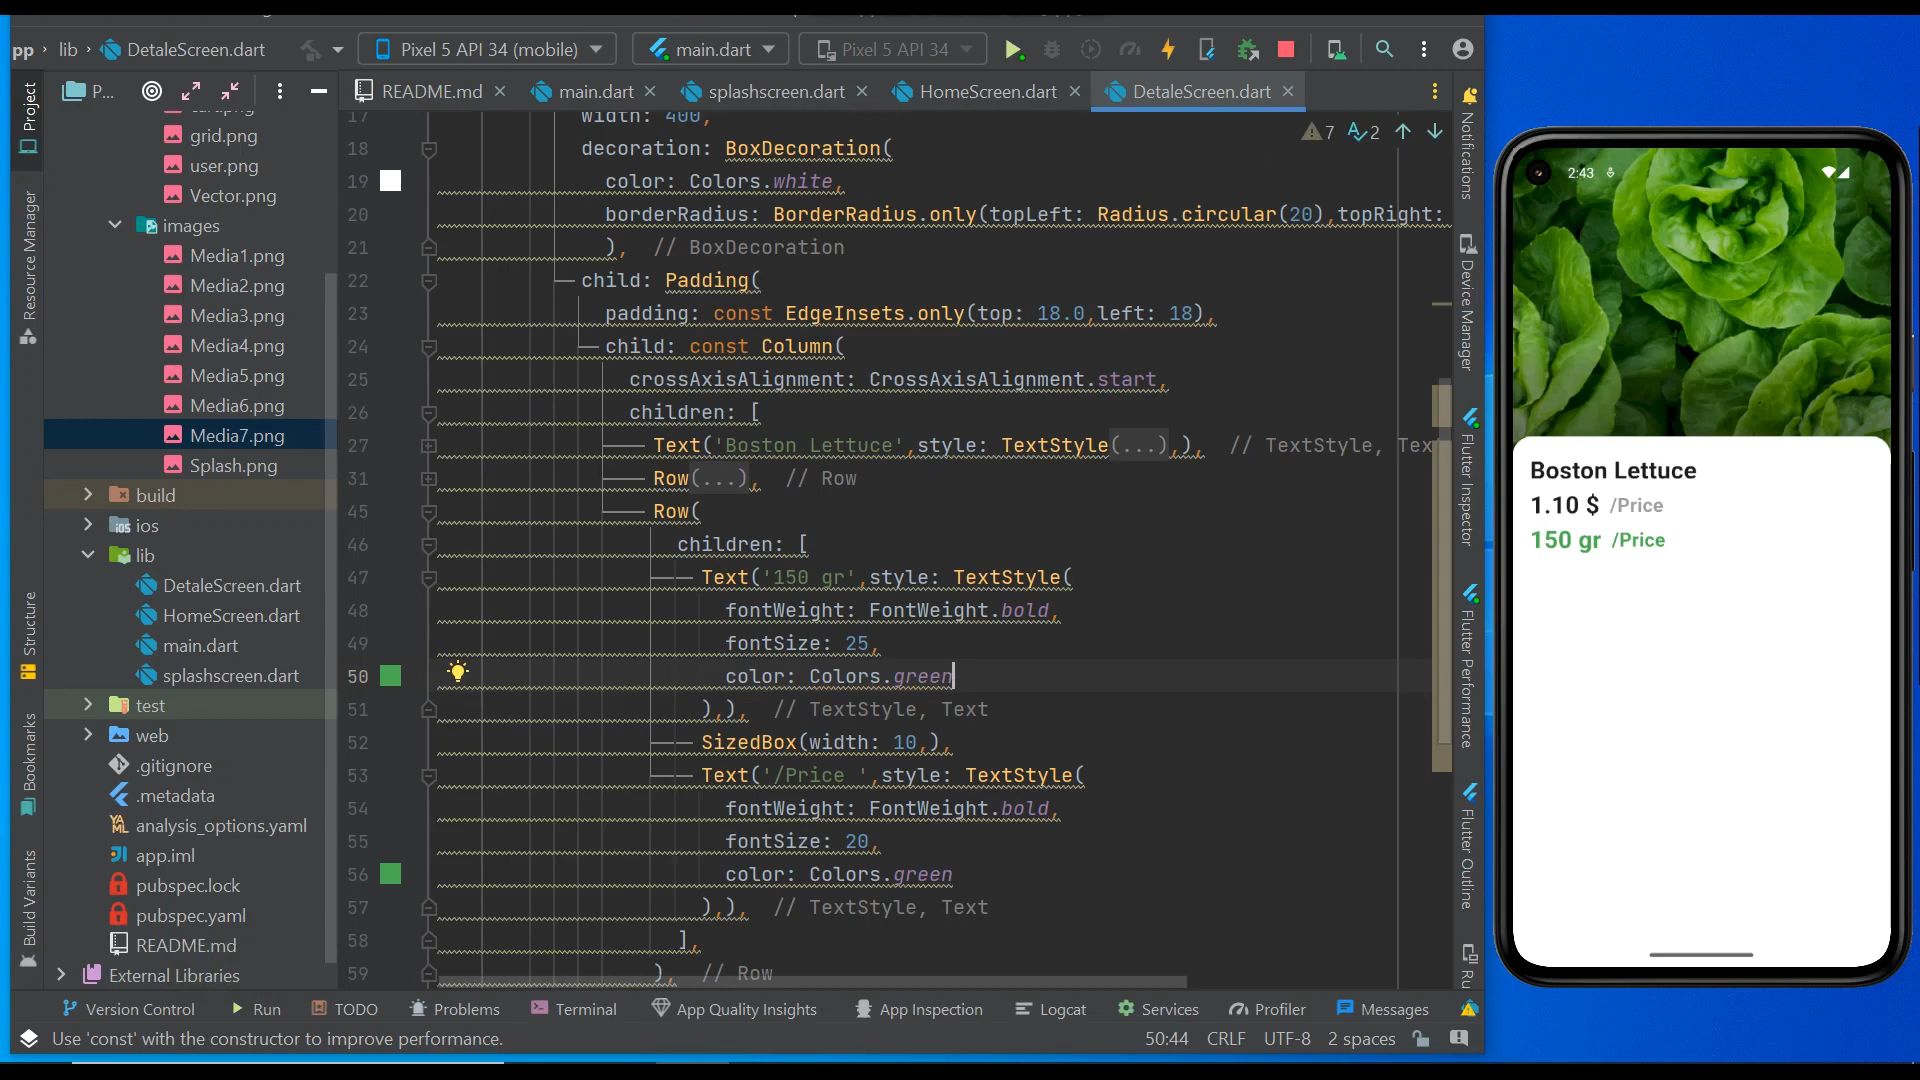 pp
lib
DetaleScreen.dart
Pixel 5 API 34 (mobile)
main.dart
Pixel 5 API 34
Project
P...
README.md
main.dart
splashscreen.dart
HomeScreen.dart
DetaleScreen.dart
Notifications
grid.png
user.png
Vector.png
images
Media1.png
Media2.png
Media3.png
Media4.png
Media5.png
Media6.png
Media7.png
Splash.png
build
ios
lib
DetaleScreen.dart
HomeScreen.dart
main.dart
splashscreen.dart
test
web
.gitignore
.metadata
analysis_options.yaml
app.iml
pubspec.lock
pubspec.yaml
README.md
External Libraries
Resource Manager
Structure
Bookmarks
Build Variants
7
2
17 width: 400,
18 decoration: BoxDecoration(
19 color: Colors.white,
20 borderRadius: BorderRadius.only(topLeft: Radius.circular(20),topRight:
21 ), // BoxDecoration
22 child: Padding(
23 padding: const EdgeInsets.only(top: 18.0,left: 18),
24 child: const Column(
25 crossAxisAlignment: CrossAxisAlignment.start,
26 children: [
27 Text('Boston Lettuce',style: TextStyle(...),), // TextStyle, Tex
31 Row(...), // Row
45 Row(
46 children: [
47 Text('150 gr',style: TextStyle(
48 fontWeight: FontWeight.bold,
49 fontSize: 25,
50 color: Colors.green
51 ),), // TextStyle, Text
52 SizedBox(width: 10,),
53 Text('/Price ',style: TextStyle(
54 fontWeight: FontWeight.bold,
55 fontSize: 20,
56 color: Colors.green
57 ),), // TextStyle, Text
58 ],
59 ), // Row
Device Manager
Flutter Inspector
Flutter Performance
Flutter Outline
Ru
2:43
Boston Lettuce
1.10 $ /Price
150 gr /Price
Version Control
Run
TODO
Problems
Terminal
App Quality Insights
App Inspection
Logcat
Services
Profiler
Messages
Use 'const' with the constructor to improve performance.
50:44
CRLF
UTF-8
2 spaces